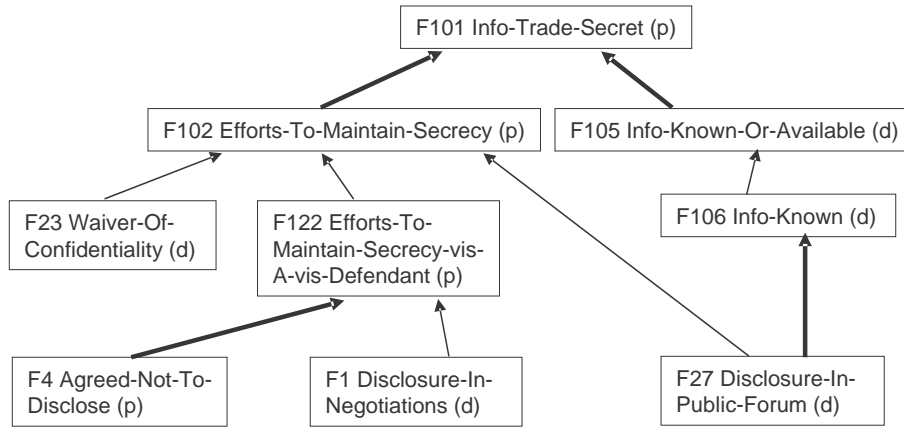 F101 Info-Trade-Secret (p)
F102 Efforts-To-Maintain-Secrecy (p)
F105 Info-Known-Or-Available (d)
F23 Waiver-Of-
Confidentiality (d)
F122 Efforts-To-
Maintain-Secrecy-vis-
A-vis-Defendant (p)
F106 Info-Known (d)
F4 Agreed-Not-To-
Disclose (p)
F1 Disclosure-In-
Negotiations (d)
F27 Disclosure-In-
Public-Forum (d)